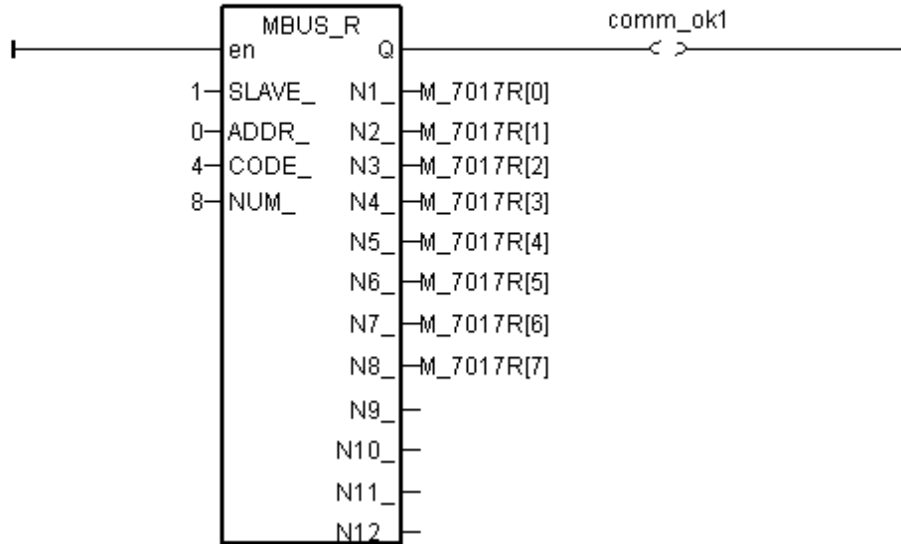 MBUS_R
comm_ok1
en Q
1 SLAVE_ N1_ M_7017R[0]
0 ADDR_ N2_ M_7017R[1]
4 CODE_ N3_ M_7017R[2]
8 NUM_ N4_ M_7017R[3]
N5_ M_7017R[4]
N6_ M_7017R[5]
N7_ M_7017R[6]
N8_ M_7017R[7]
N9_
N10_
N11_
N12_